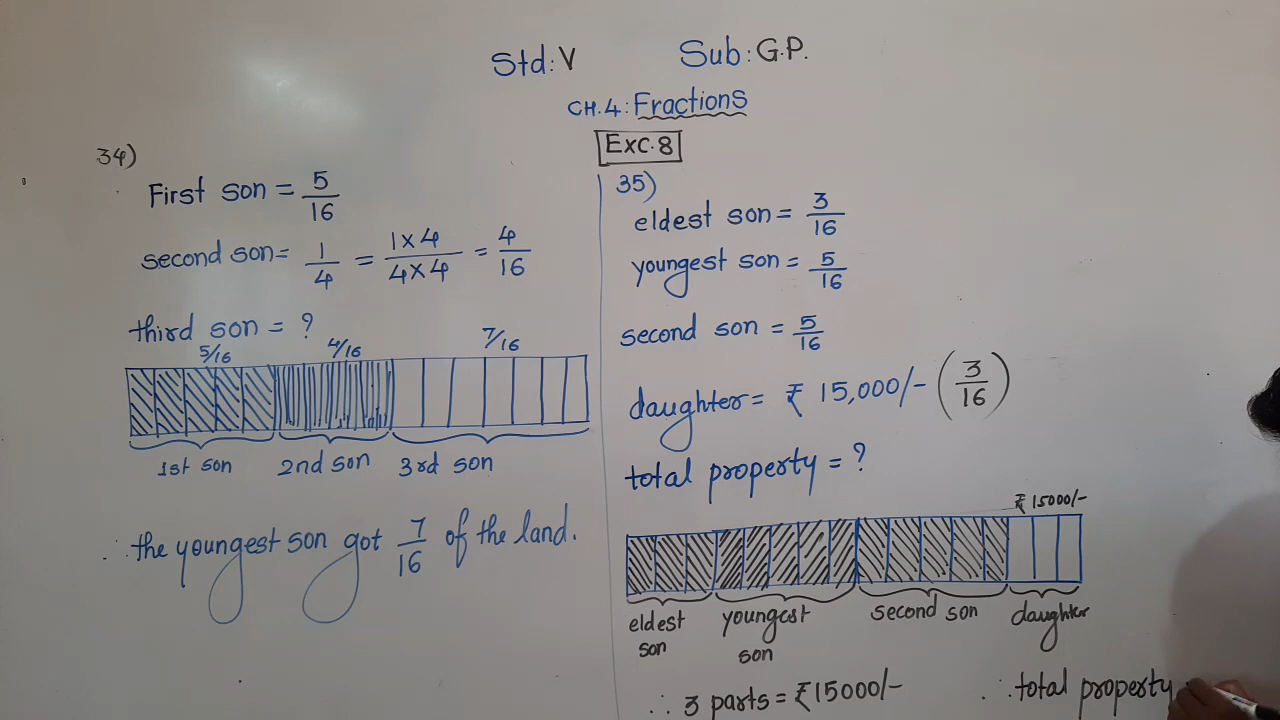 Std: V Sub: G.P.
CH.4: Fractions
Exc. 8
34)
First son = 5/16
second son = 1/4 = 1×4/4×4 = 4/16
third son = ?
5/16 4/16 7/16
1st son 2nd son 3rd son
∴ the youngest son got 7/16 of the land.
35)
eldest son = 3/16
youngest son = 5/16
second son = 5/16
daughter = ₹ 15,000/- (3/16)
total property = ?
₹ 15000/-
eldest son youngest son second son daughter
∴ 3 parts = ₹15000/- ∴ total property